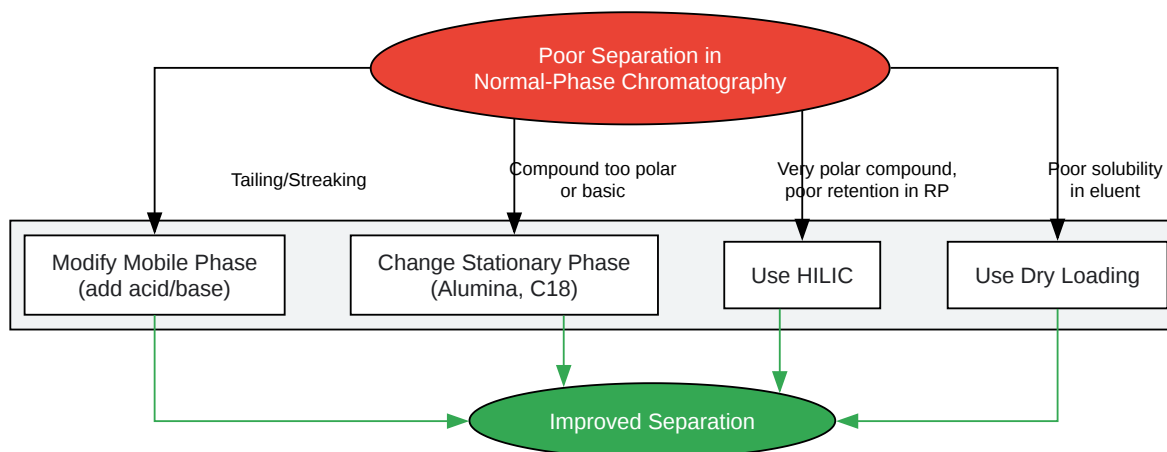 Poor Separation in
Normal-Phase Chromatography
Tailing/Streaking
Compound too polar
or basic
Very polar compound,
poor retention in RP
Poor solubility
in eluent
Modify Mobile Phase
(add acid/base)
Change Stationary Phase
(Alumina, C18)
Use HILIC
Use Dry Loading
Improved Separation